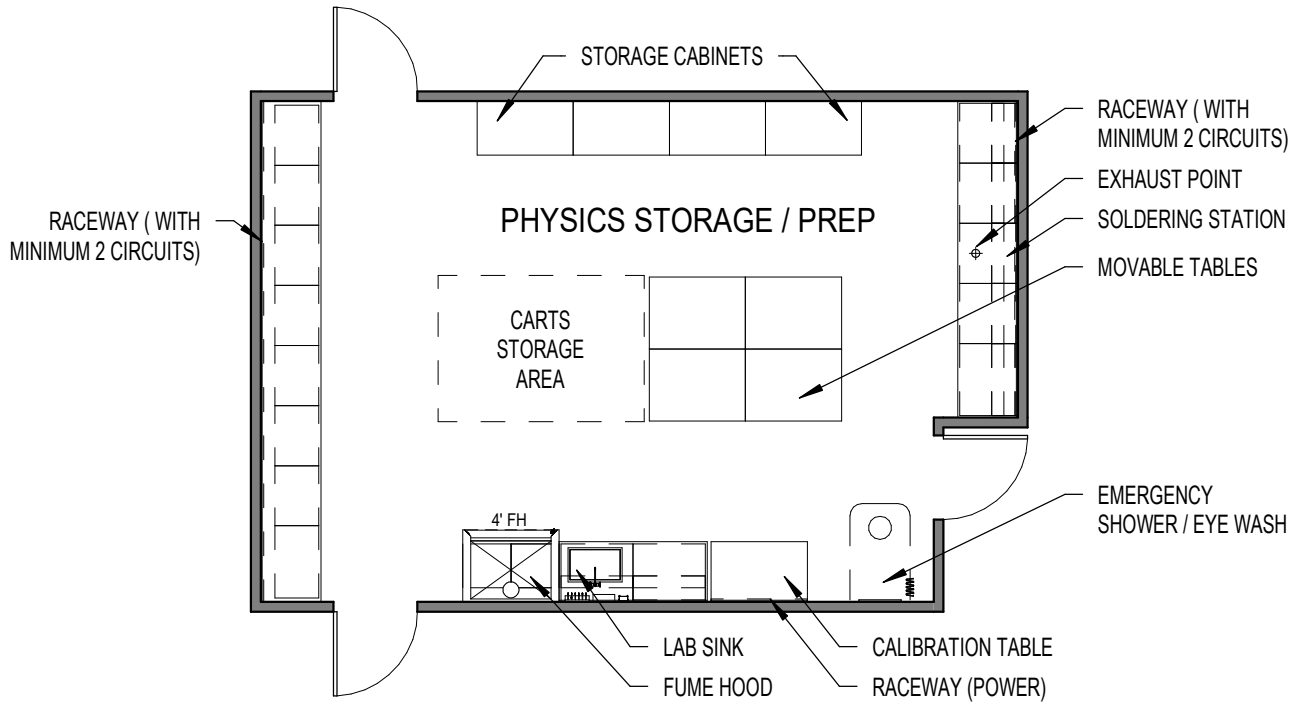 STORAGE CABINETS
RACEWAY ( WITH
MINIMUM 2 CIRCUITS)
EXHAUST POINT
SOLDERING STATION
MOVABLE TABLES
RACEWAY ( WITH
MINIMUM 2 CIRCUITS)
PHYSICS STORAGE / PREP
CARTS
STORAGE
AREA
4' FH
EMERGENCY
SHOWER / EYE WASH
LAB SINK
FUME HOOD
CALIBRATION TABLE
RACEWAY (POWER)